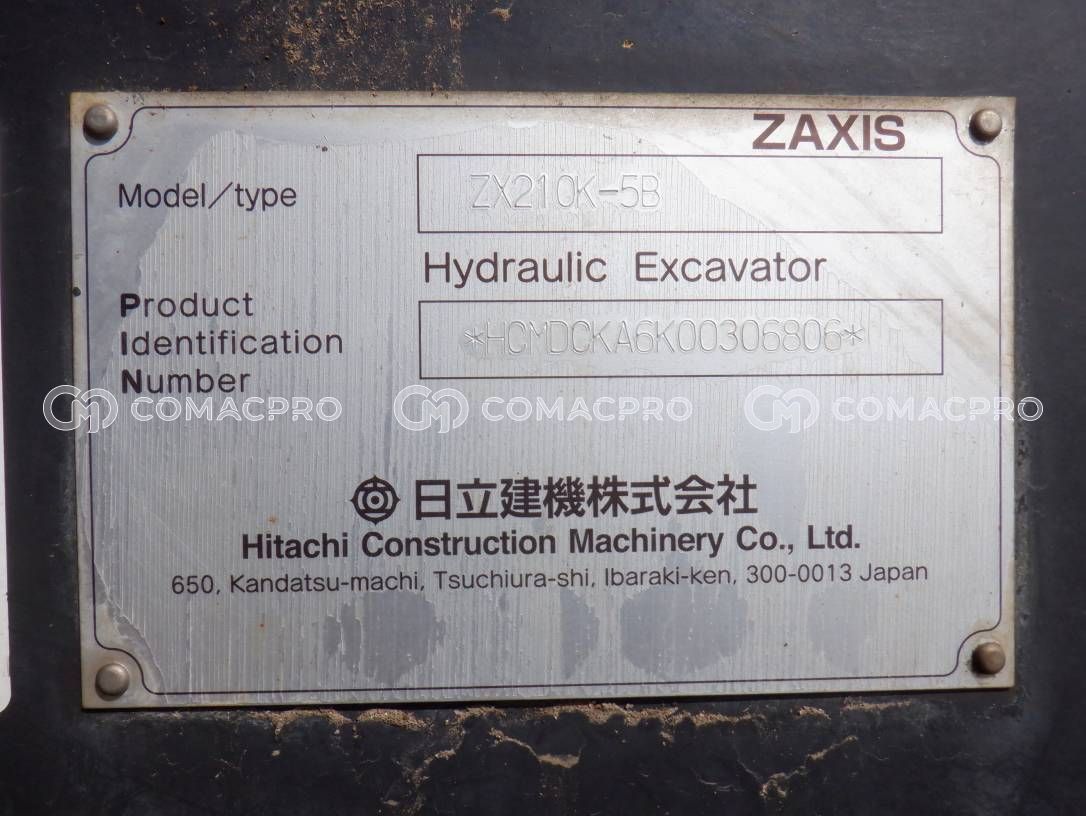 ZAXIS
Model/type
ZX210K-5B
Hydraulic Excavator
Product
Identification
Number
*HCMDCKA6K00306806*
COMACPRO COMACPRO COMACPRO
日立建機株式会社
Hitachi Construction Machinery Co., Ltd.
650, Kandatsu-machi, Tsuchiura-shi, Ibaraki-ken, 300-0013 Japan